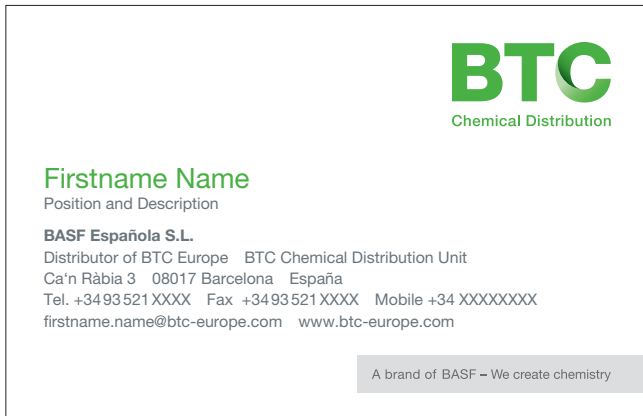 BTC
Chemical Distribution
Firstname Name
Position and Description
BASF Española S.L.
Distributor of BTC Europe BTC Chemical Distribution Unit
Ca‘n Ràbia 3 08017 Barcelona España
Tel. +34 93 521 XXXX Fax +34 93 521 XXXX Mobile +34 XXXXXXXX
firstname.name@btc-europe.com www.btc-europe.com
A brand of BASF – We create chemistry